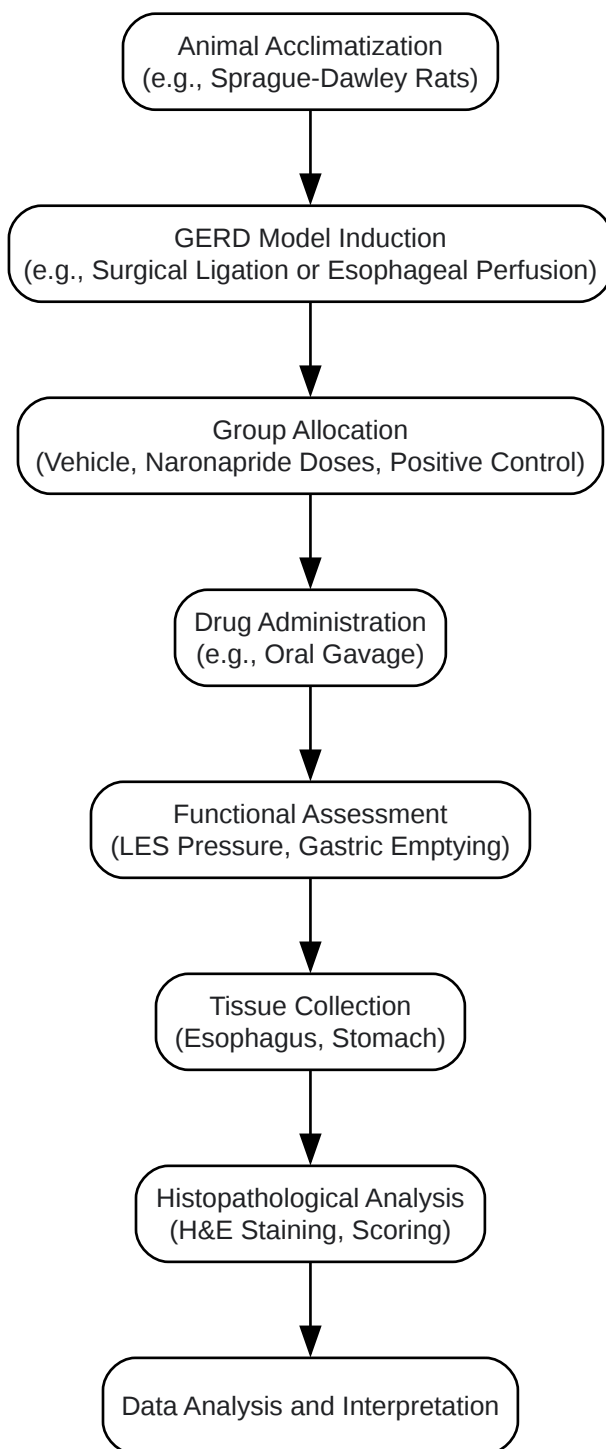 Animal Acclimatization
(e.g., Sprague-Dawley Rats)
GERD Model Induction
(e.g., Surgical Ligation or Esophageal Perfusion)
Group Allocation
(Vehicle, Naronapride Doses, Positive Control)
Drug Administration
(e.g., Oral Gavage)
Functional Assessment
(LES Pressure, Gastric Emptying)
Tissue Collection
(Esophagus, Stomach)
Histopathological Analysis
(H&E Staining, Scoring)
Data Analysis and Interpretation